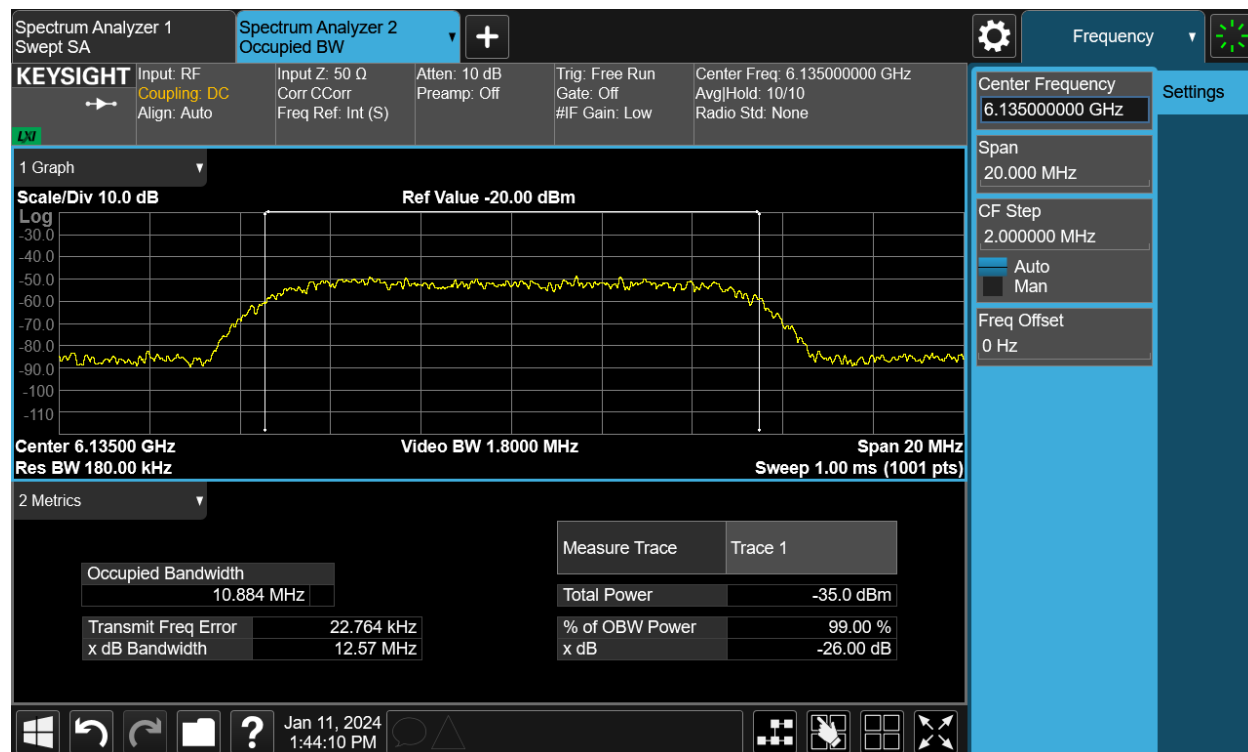 Spectrum Analyzer 1
Swept SA
Spectrum Analyzer 2
Occupied BW
Frequency
KEYSIGHT
LXI
Input: RF
Coupling: DC
Align: Auto
Input Z: 50 Ω
Corr CCorr
Freq Ref: Int (S)
Atten: 10 dB
Preamp: Off
Trig: Free Run
Gate: Off
#IF Gain: Low
Center Freq: 6.135000000 GHz
Avg|Hold: 10/10
Radio Std: None
Center Frequency
6.135000000 GHz
Settings
Span
20.000 MHz
CF Step
2.000000 MHz
Auto
Man
Freq Offset
0 Hz
1 Graph
Scale/Div 10.0 dB
Ref Value -20.00 dBm
Log
-30.0
-40.0
-50.0
-60.0
-70.0
-80.0
-90.0
-100
-110
Center 6.13500 GHz
Video BW 1.8000 MHz
Span 20 MHz
Res BW 180.00 kHz
Sweep 1.00 ms (1001 pts)
2 Metrics
Measure Trace
Trace 1
Occupied Bandwidth
10.884 MHz
Total Power
-35.0 dBm
Transmit Freq Error
22.764 kHz
% of OBW Power
99.00 %
x dB Bandwidth
12.57 MHz
x dB
-26.00 dB
?
Jan 11, 2024
1:44:10 PM